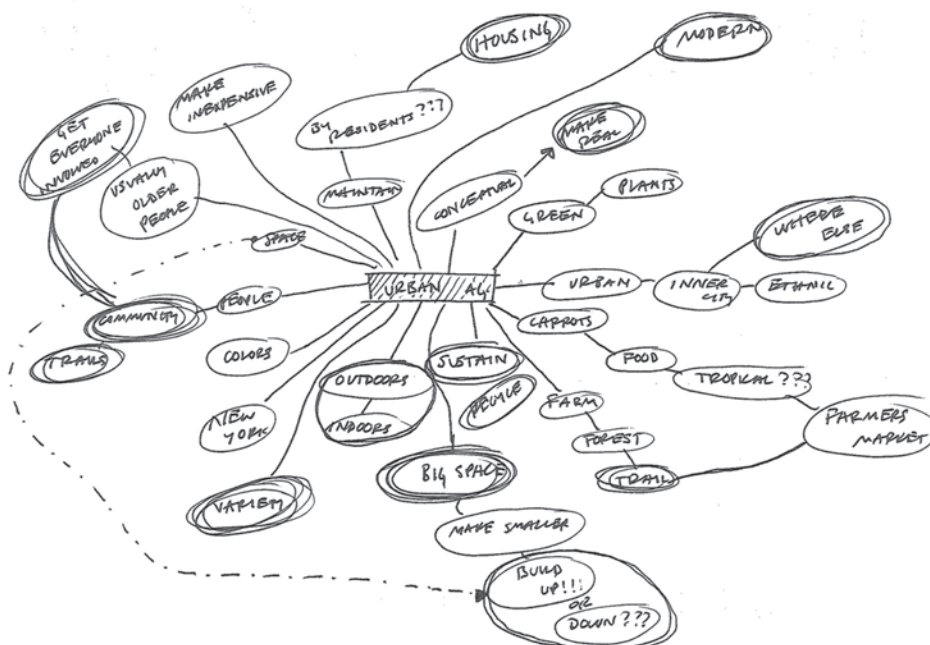 HOUSING
MODERN
MAKE
INEXPENSIVE
BY
RESIDENTS???
MAKE
REAL
GET
EVERYONE
INVOLVED
USUALLY
OLDER
PEOPLE
MAINTAIN
CONCEPTUAL
GREEN
PLANTS
WHERE
ELSE
SPACE
URBAN AG.
URBAN
INNER
CITY
ETHNIC
PEOPLE
COMMUNITY
TRAILS
COLORS
CARROTS
FOOD
TROPICAL???
FARMERS
MARKET
OUTDOORS
INDOORS
SUSTAIN
PEOPLE
FARM
FOREST
TRAIL
NEW
YORK
VARIETY
BIG SPACE
MAKE SMALLER
BUILD
UP!!!
OR
DOWN???